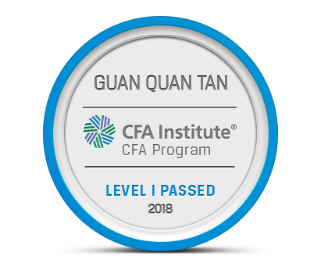 GUAN QUAN TAN
CFA Institute®
CFA Program
LEVEL I PASSED
2018